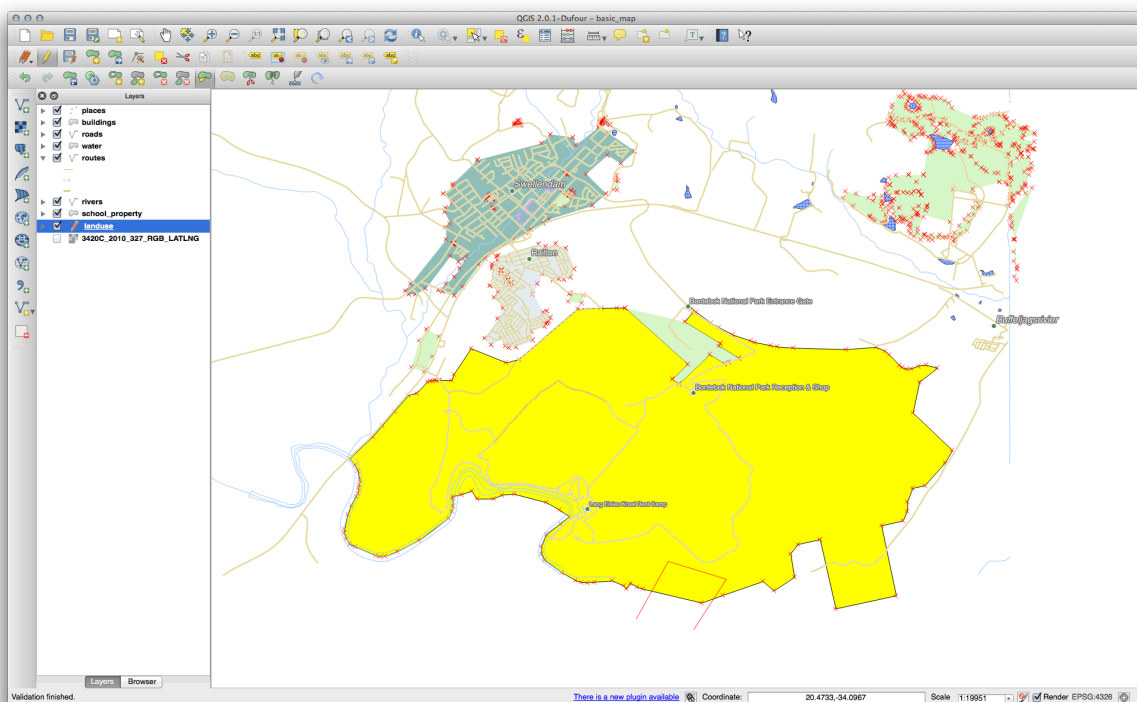 QGIS 2.0.1-Dufour - basic_map
Layers
places
buildings
roads
water
routes
rivers
school_property
landuse
3420C_2010_327_RGB_LATLNG
Swellendam
Railton
Bontebok National Park Entrance Gate
Buffeljagsrivier
Bontebok National Park Reception & Shop
Lang Elsies Kraal Rest Camp
Layers
Browser
Validation finished.
There is a new plugin available
Coordinate:
20.4733,-34.0967
Scale
1:19951
Render
EPSG:4326